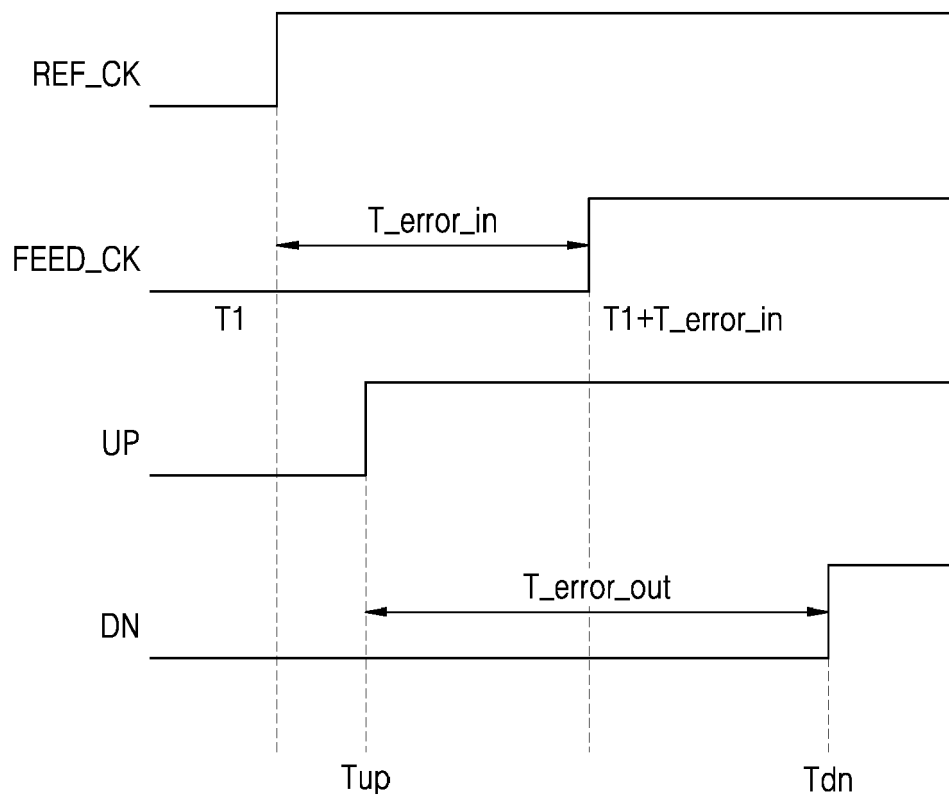 REF_CK
T_error_in
FEED_CK
T1
T1+T_error_in
UP
T_error_out
DN
Tup
Tdn